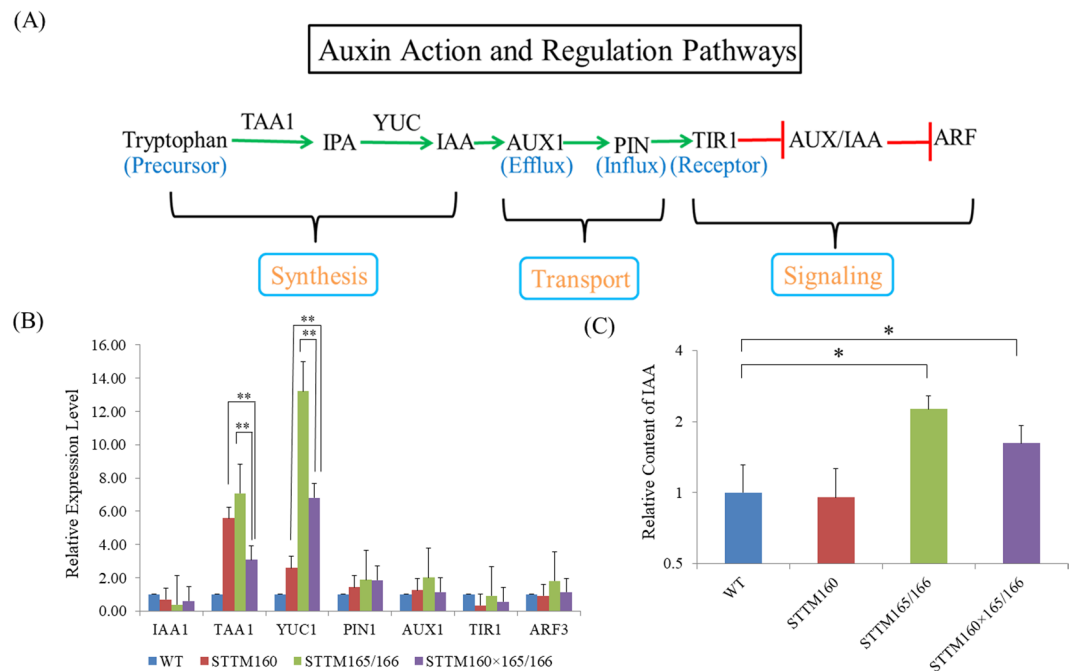 (A)
Auxin Action and Regulation Pathways
TAA1 YUC
Tryptophan IPA IAA AUX1 PIN TIR1 AUX/IAA ARF
(Precursor) (Efflux) (Influx) (Receptor)
Synthesis Transport Signaling
(B)
Relative Expression Level
16.00
14.00
12.00
10.00
8.00
6.00
4.00
2.00
0.00
**
**
**
**
IAA1 TAA1 YUC1 PIN1 AUX1 TIR1 ARF3
WT STTM160 STTM165/166 STTM160×165/166
(C)
Relative Content of IAA
4
2
1
0.5
*
*
WT
STTM160
STTM165/166
STTM160×165/166